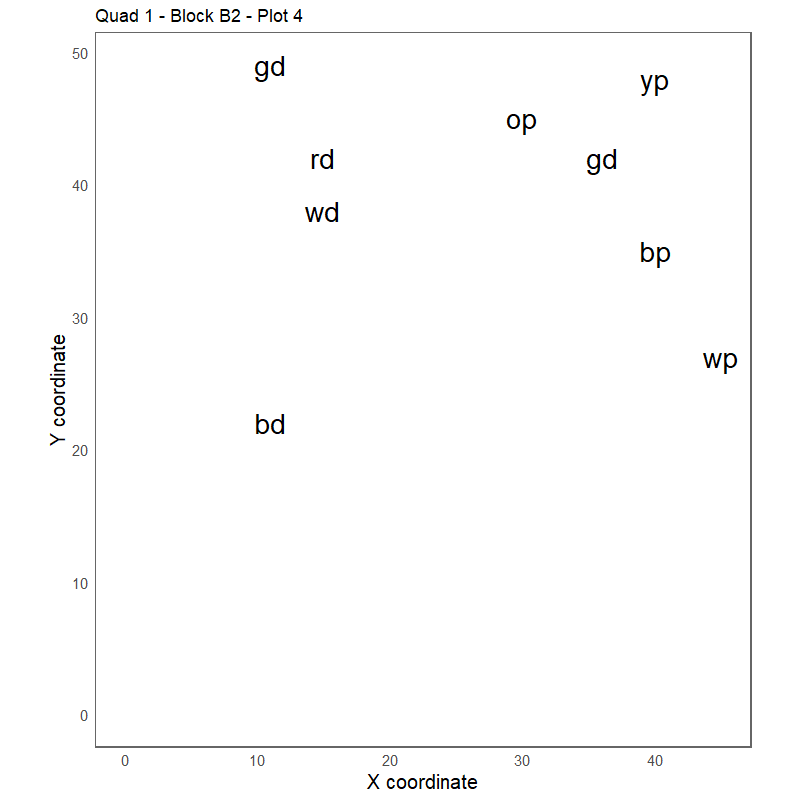 Quad 1 - Block B2 - Plot 4
50
gd
yp
op
rd
gd
40
wd
bp
30
wp
Y coordinate
bd
20
10
0
0 10 20 30 40
X coordinate